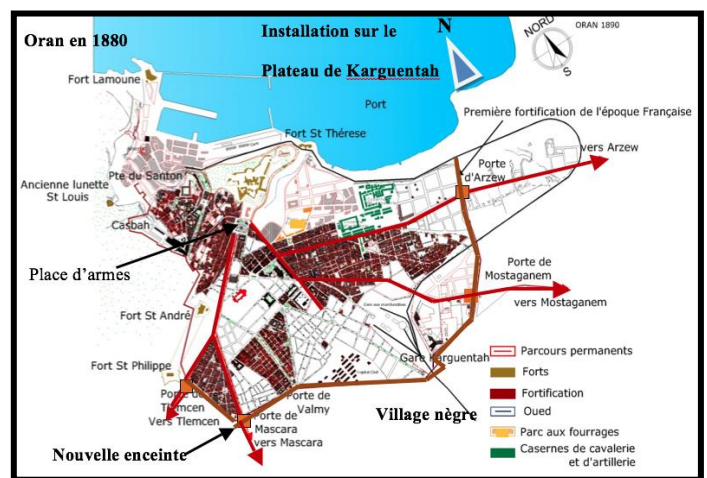 Oran en 1880
Installation sur le
Plateau de Karguentah
N
NORD
S
ORAN 1890
Fort Lamoune
Port
Première fortification de l'époque Française
Fort St Thérese
vers Arzew
Pte du Santon
Porte
d'Arzew
Ancienne lunette
St Louis
Casbah
Place d'armes
Porte de
Mostaganem
vers Mostaganem
Fort St André
Gare Karguentah
Fort St Philippe
Porte de
Tlemcen
Vers Tlemcen
Porte de
Valmy
Porte de
Mascara
vers Mascara
Village nègre
Nouvelle enceinte
Parcours permanents
Forts
Fortification
Oued
Parc aux fourrages
Casernes de cavalerie
et d'artillerie